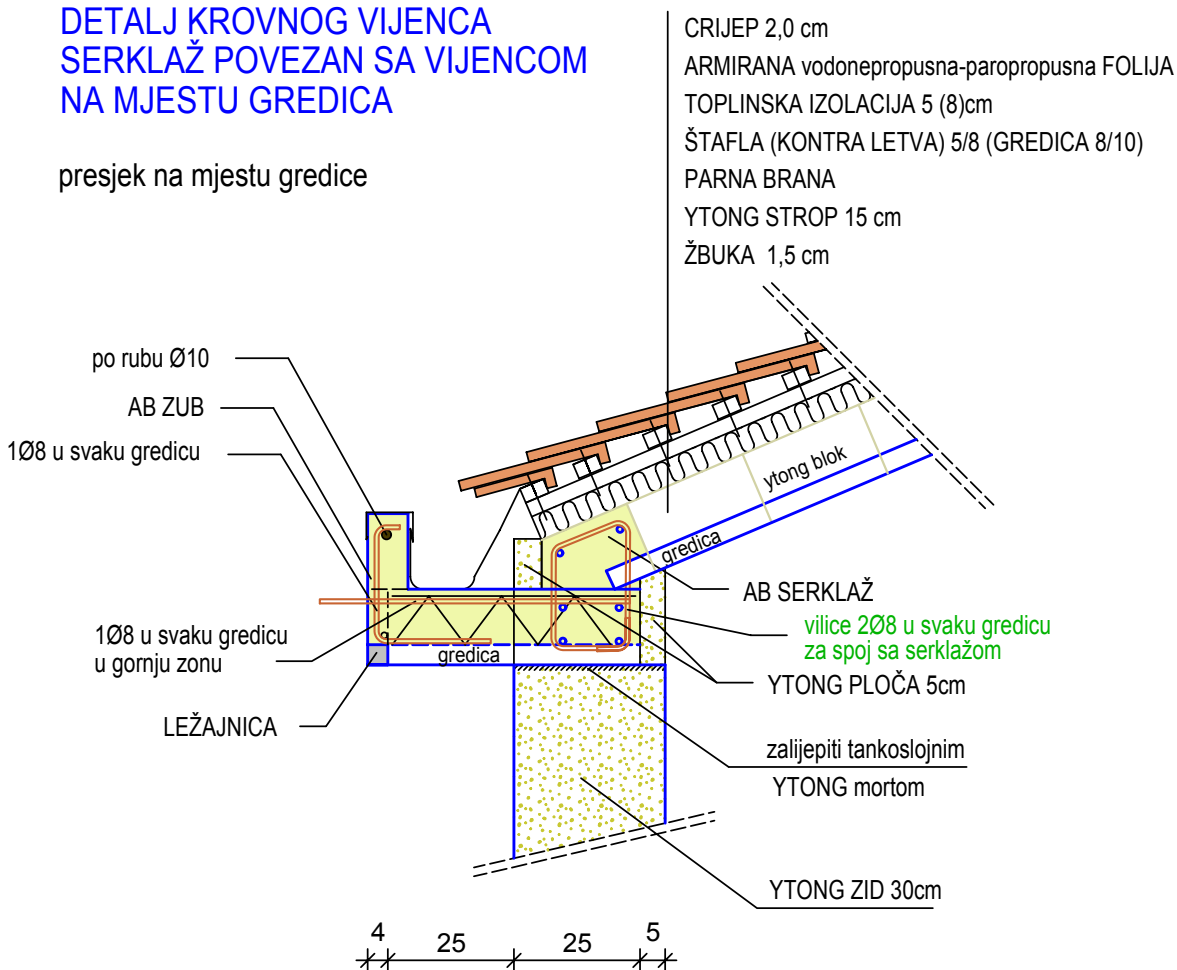 DETALJ KROVNOG VIJENCA
SERKLAŽ POVEZAN SA VIJENCOM
NA MJESTU GREDICA
presjek na mjestu gredice
CRIJEP 2,0 cm
ARMIRANA vodonepropusna-paropropusna FOLIJA
TOPLINSKA IZOLACIJA 5 (8)cm
ŠTAFLA (KONTRA LETVA) 5/8 (GREDICA 8/10)
PARNA BRANA
YTONG STROP 15 cm
ŽBUKA 1,5 cm
po rubu Ø10
AB ZUB
1Ø8 u svaku gredicu
ytong blok
gredica
AB SERKLAŽ
vilice 2Ø8 u svaku gredicu
za spoj sa serklažom
1Ø8 u svaku gredicu
u gornju zonu
gredica
YTONG PLOČA 5cm
LEŽAJNICA
zalijepiti tankoslojnim
YTONG mortom
YTONG ZID 30cm
4 25 25 5